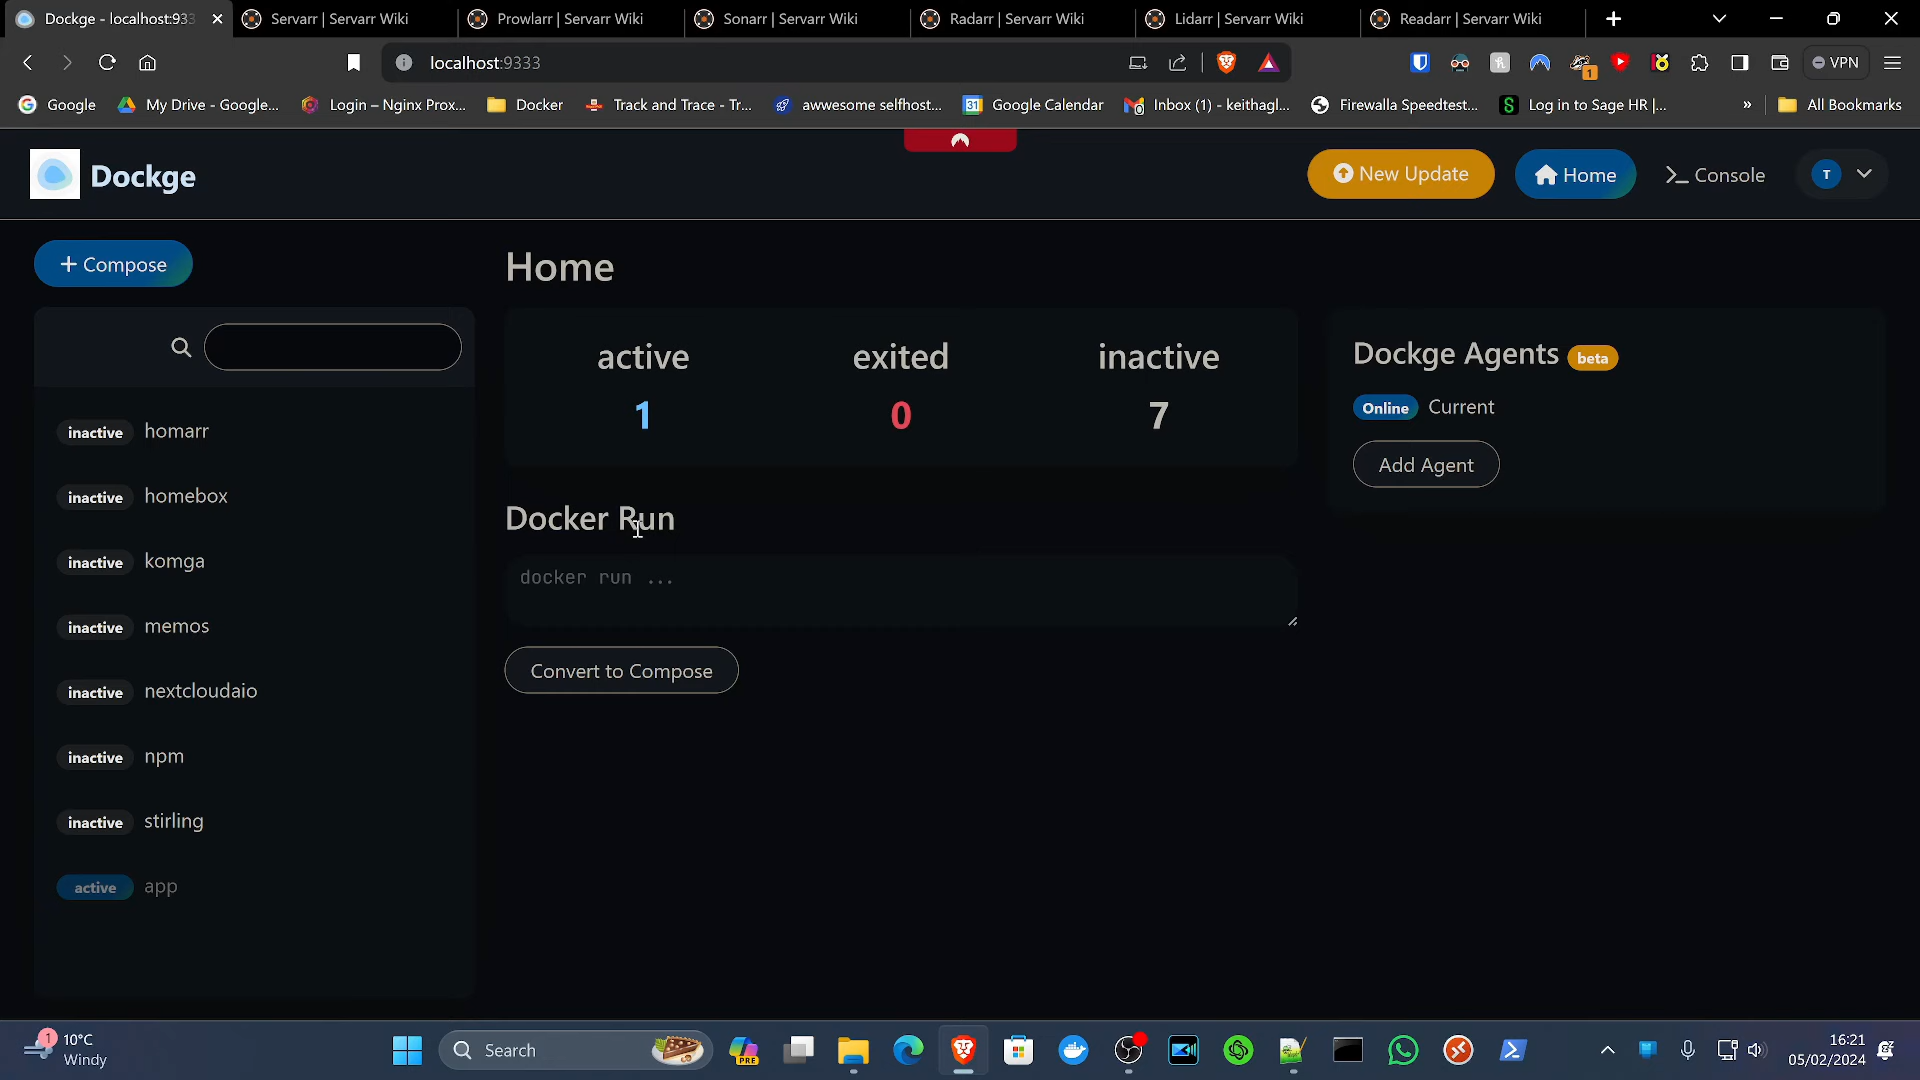 Dockge - localhost:933
Servarr | Servarr Wiki
Prowlarr | Servarr Wiki
Sonarr | Servarr Wiki
Radarr | Servarr Wiki
Lidarr | Servarr Wiki
Readarr | Servarr Wiki
localhost:9333
1
VPN
Google
My Drive - Google...
Login – Nginx Prox...
Docker
Track and Trace - Tr...
awwesome selfhost...
31
Google Calendar
Inbox (1) - keithagl...
Firewalla Speedtest...
Log in to Sage HR |...
»
All Bookmarks
Dockge
New Update
Home
Console
T
+ Compose
Home
active
exited
inactive
1
0
7
Dockge Agents beta
Online Current
Add Agent
inactive homarr
inactive homebox
inactive komga
inactive memos
inactive nextcloudaio
inactive npm
inactive stirling
active app
Docker Run
docker run ...
Convert to Compose
1
10°C
Windy
Search
PRE
16:21
05/02/2024